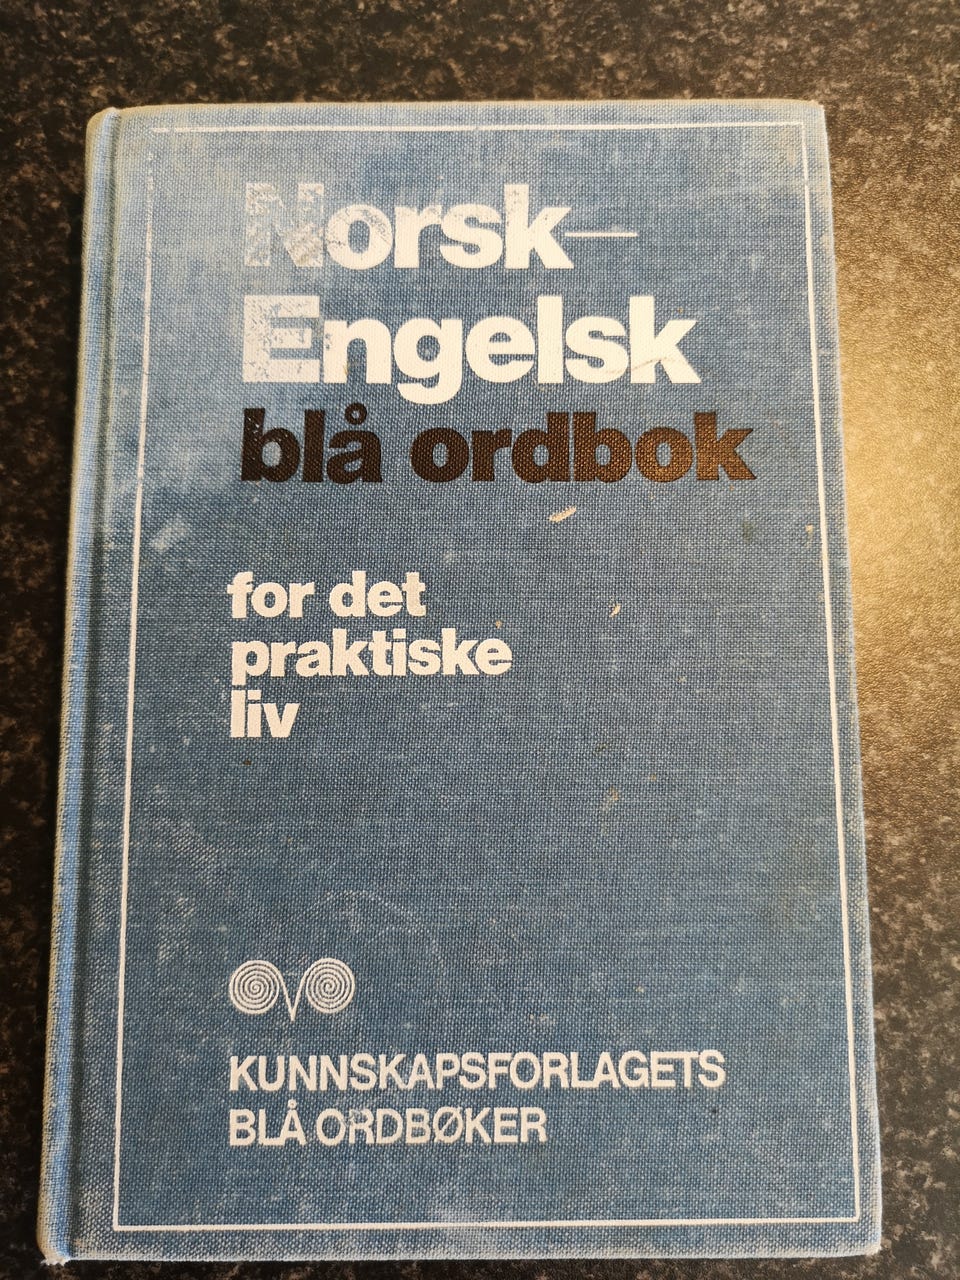 Norsk—
Engelsk
blå ordbok
for det
praktiske
liv
KUNNSKAPSFORLAGETS
BLÅ ORDBØKER